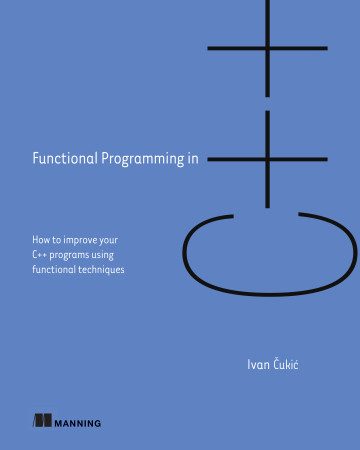 Functional Programming in
C++
How to improve your
C++ programs using
functional techniques
Ivan Čukić
MANNING